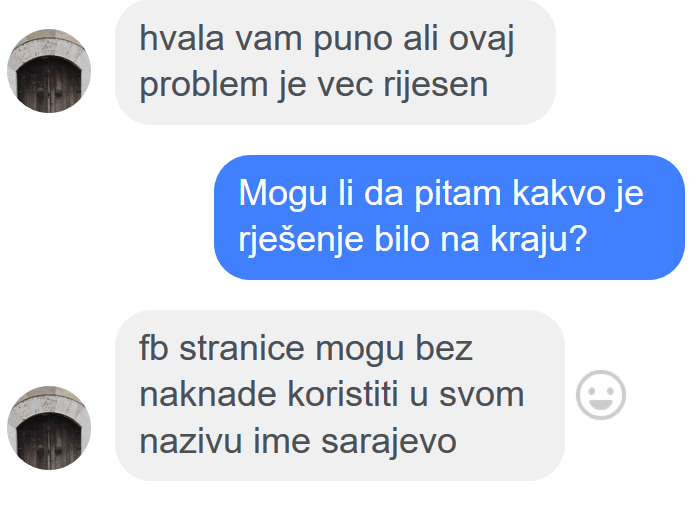 hvala vam puno ali ovaj
problem je vec rijesen
Mogu li da pitam kakvo je
rješenje bilo na kraju?
fb stranice mogu bez
naknade koristiti u svom
nazivu ime sarajevo